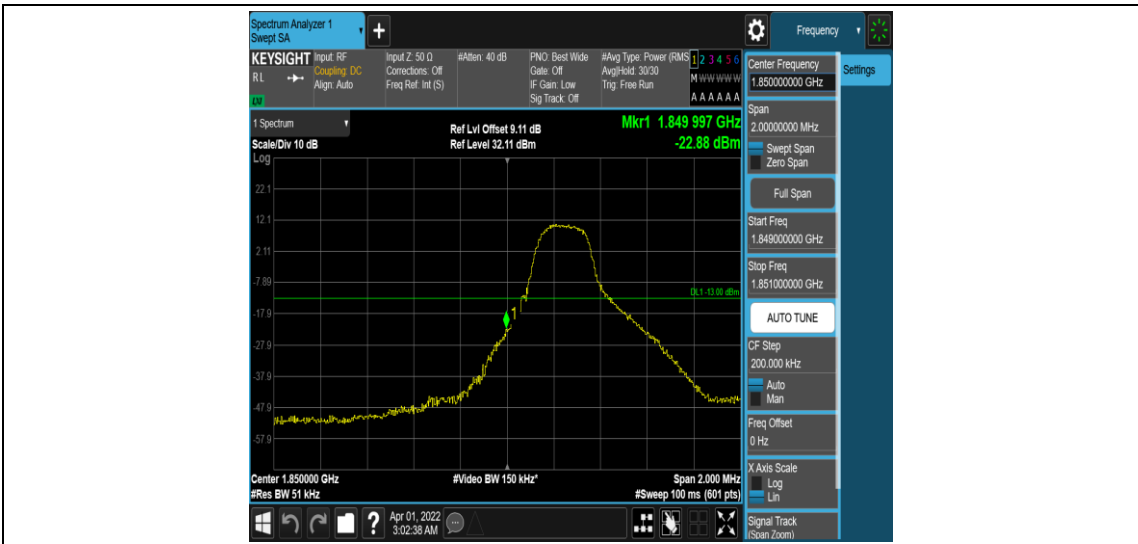 Spectrum Analyzer 1
Swept SA
Frequency
KEYSIGHT
RL
Input: RF
Coupling: DC
Align: Auto
Input Z: 50 Ω
Corrections: Off
Freq Ref: Int (S)
#Atten: 40 dB
PNO: Best Wide
Gate: Off
IF Gain: Low
Sig Track: Off
#Avg Type: Power (RMS
Avg|Hold: 30/30
Trig: Free Run
1 2 3 4 5 6
M W W W W W
A A A A A A
1 Spectrum
Scale/Div 10 dB
Ref Lvl Offset 9.11 dB
Ref Level 32.11 dBm
Mkr1 1.849 997 GHz
-22.88 dBm
Log
22.1
12.1
2.11
-7.89
-17.9
-27.9
-37.9
-47.9
-57.9
DL1 -13.00 dBm
1
Center 1.850000 GHz
#Res BW 51 kHz
#Video BW 150 kHz*
Span 2.000 MHz
#Sweep 100 ms (601 pts)
Apr 01, 2022
3:02:38 AM
Center Frequency
1.850000000 GHz
Settings
Span
2.00000000 MHz
Swept Span
Zero Span
Full Span
Start Freq
1.849000000 GHz
Stop Freq
1.851000000 GHz
AUTO TUNE
CF Step
200.000 kHz
Auto
Man
Freq Offset
0 Hz
X Axis Scale
Log
Lin
Signal Track
(Span Zoom)